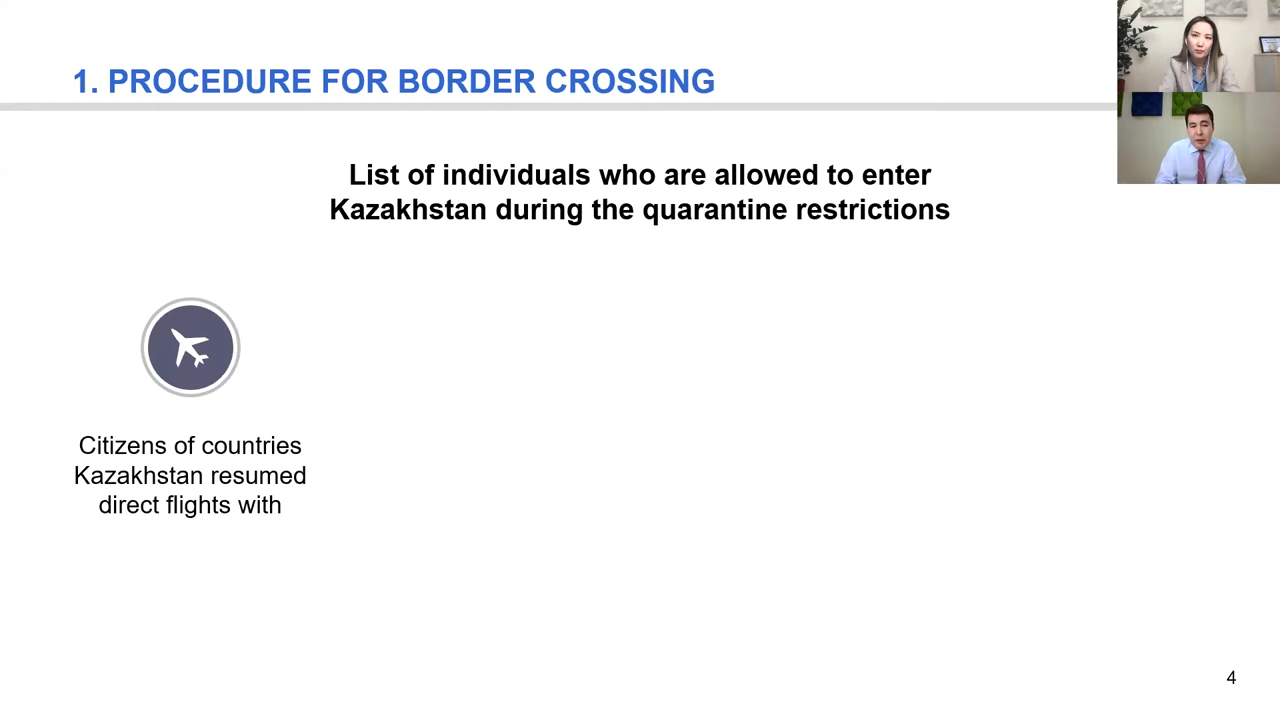 1. PROCEDURE FOR BORDER CROSSING
List of individuals who are allowed to enter
Kazakhstan during the quarantine restrictions
Citizens of countries
Kazakhstan resumed
direct flights with
4